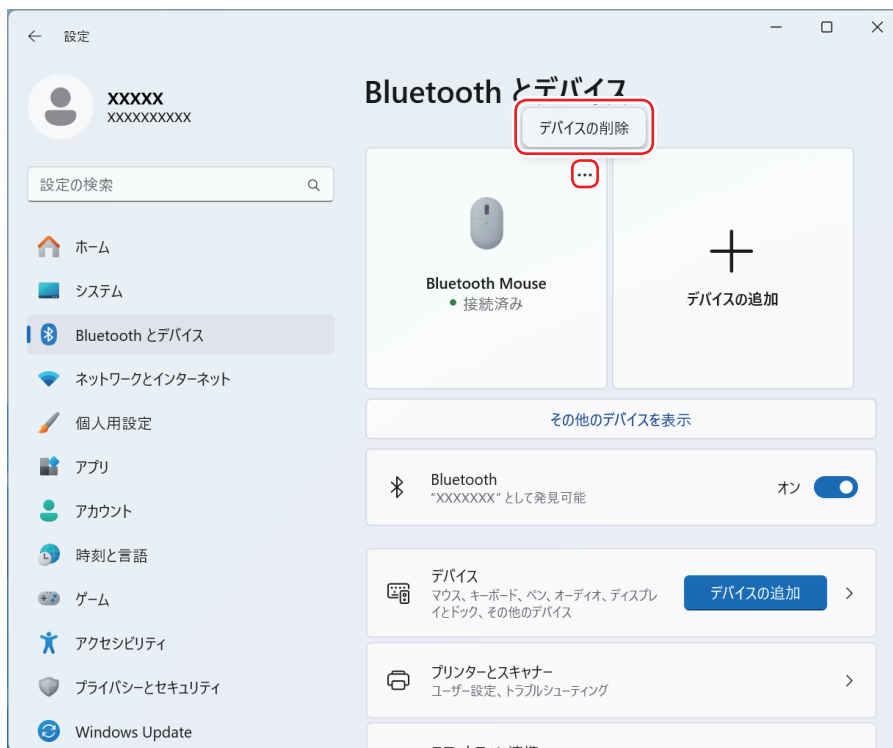 設定
XXXXX
XXXXXXXXXX
設定の検索
ホーム
システム
Bluetooth とデバイス
ネットワークとインターネット
個人用設定
アプリ
アカウント
時刻と言語
ゲーム
アクセシビリティ
プライバシーとセキュリティ
Windows Update
Bluetooth とデバイス
デバイスの削除
Bluetooth Mouse
接続済み
デバイスの追加
その他のデバイスを表示
Bluetooth
"XXXXXXX" として発見可能
オン
デバイス
マウス、キーボード、ペン、オーディオ、ディスプレ
イとドック、その他のデバイス
デバイスの追加
プリンターとスキャナー
ユーザー設定、トラブルシューティング